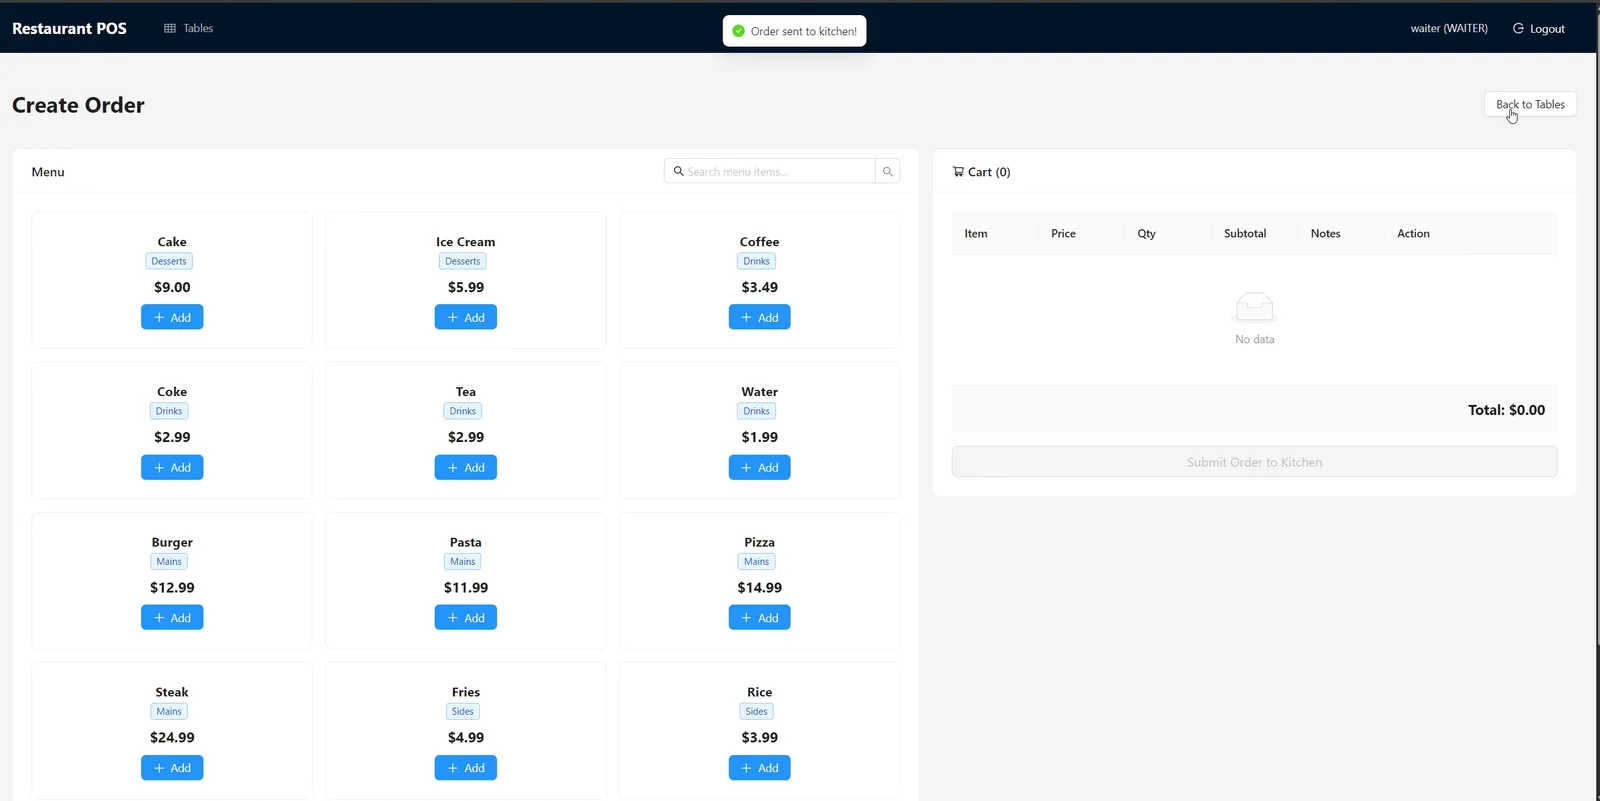 Restaurant POS
Tables
Order sent to kitchen!
waiter (WAITER)
Logout
Create Order
Back to Tables
Menu
Search menu items...
Cake
Desserts
$9.00
+ Add
Ice Cream
Desserts
$5.99
+ Add
Coffee
Drinks
$3.49
+ Add
Coke
Drinks
$2.99
+ Add
Tea
Drinks
$2.99
+ Add
Water
Drinks
$1.99
+ Add
Burger
Mains
$12.99
+ Add
Pasta
Mains
$11.99
+ Add
Pizza
Mains
$14.99
+ Add
Steak
Mains
$24.99
+ Add
Fries
Sides
$4.99
+ Add
Rice
Sides
$3.99
+ Add
Cart (0)
Item Price Qty Subtotal Notes Action
No data
Total: $0.00
Submit Order to Kitchen